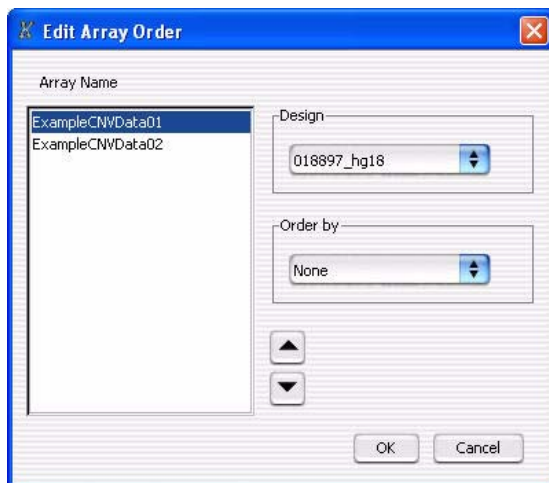 Edit Array Order
Array Name
ExampleCNVData01
ExampleCNVData02
Design
018897_hg18
Order by
None
OK
Cancel